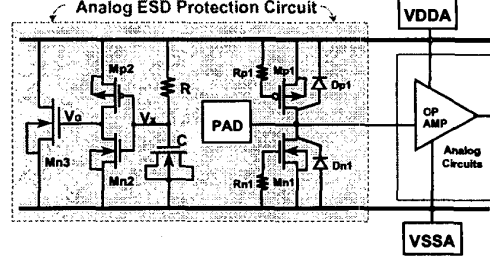 Analog ESD Protection Circuit
VDDA
Mp2
Rp1
Mp1
R
Dp1
VG
Vx
PAD
OP
AMP
C
Analog
Circuits
Mn3
Mn2
Rn1
Mn1
Dn1
VSSA